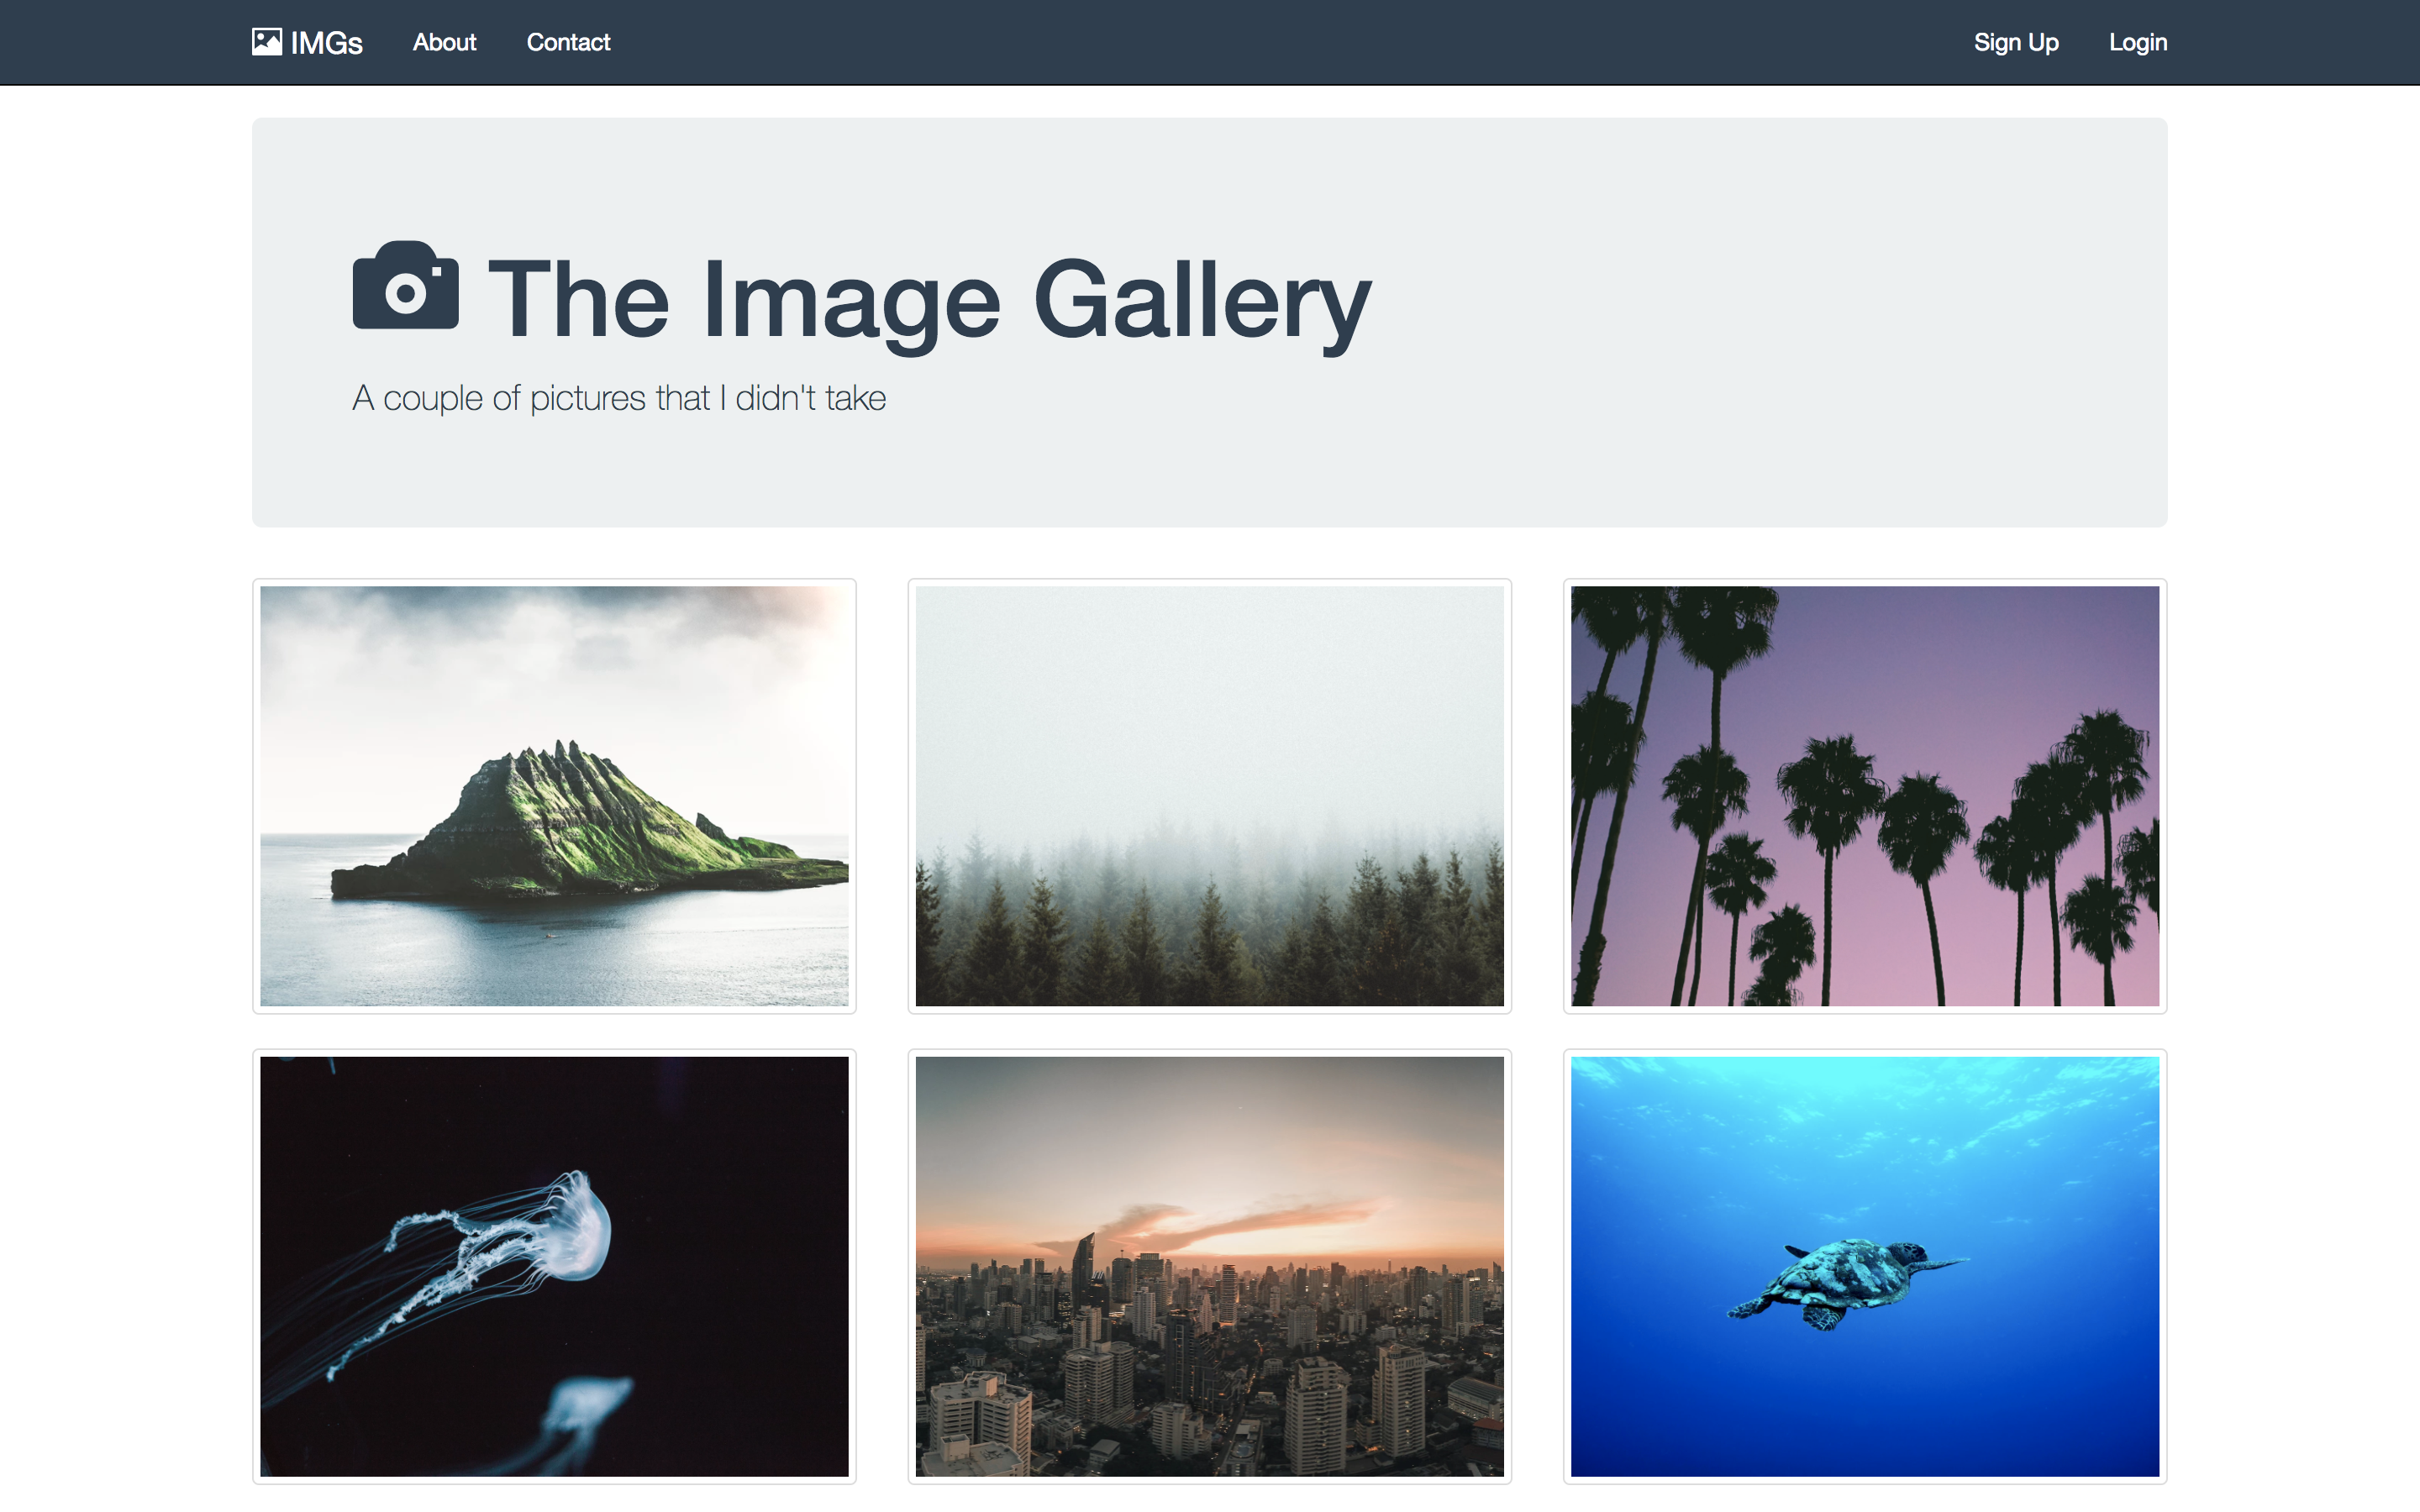 IMGs About Contact Sign Up Login
The Image Gallery
A couple of pictures that I didn't take